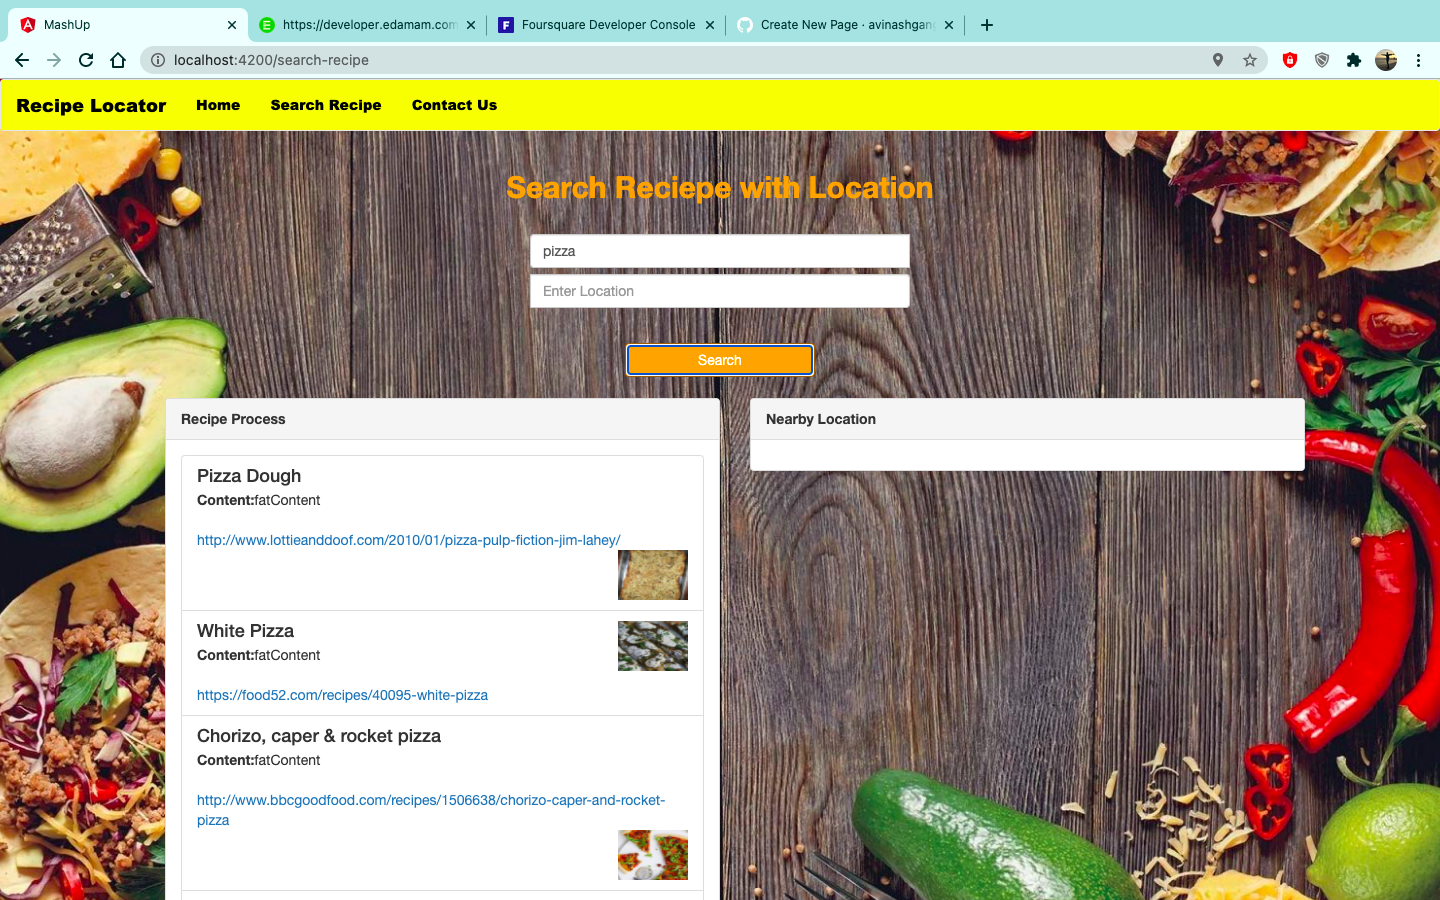 MashUp
https://developer.edamam.com
Foursquare Developer Console
Create New Page · avinashgang
localhost:4200/search-recipe
Recipe Locator
Home
Search Recipe
Contact Us
Search Reciepe with Location
pizza
Enter Location
Search
Recipe Process
Pizza Dough
Content:fatContent
http://www.lottieanddoof.com/2010/01/pizza-pulp-fiction-jim-lahey/
White Pizza
Content:fatContent
https://food52.com/recipes/40095-white-pizza
Chorizo, caper & rocket pizza
Content:fatContent
http://www.bbcgoodfood.com/recipes/1506638/chorizo-caper-and-rocket-
pizza
Nearby Location